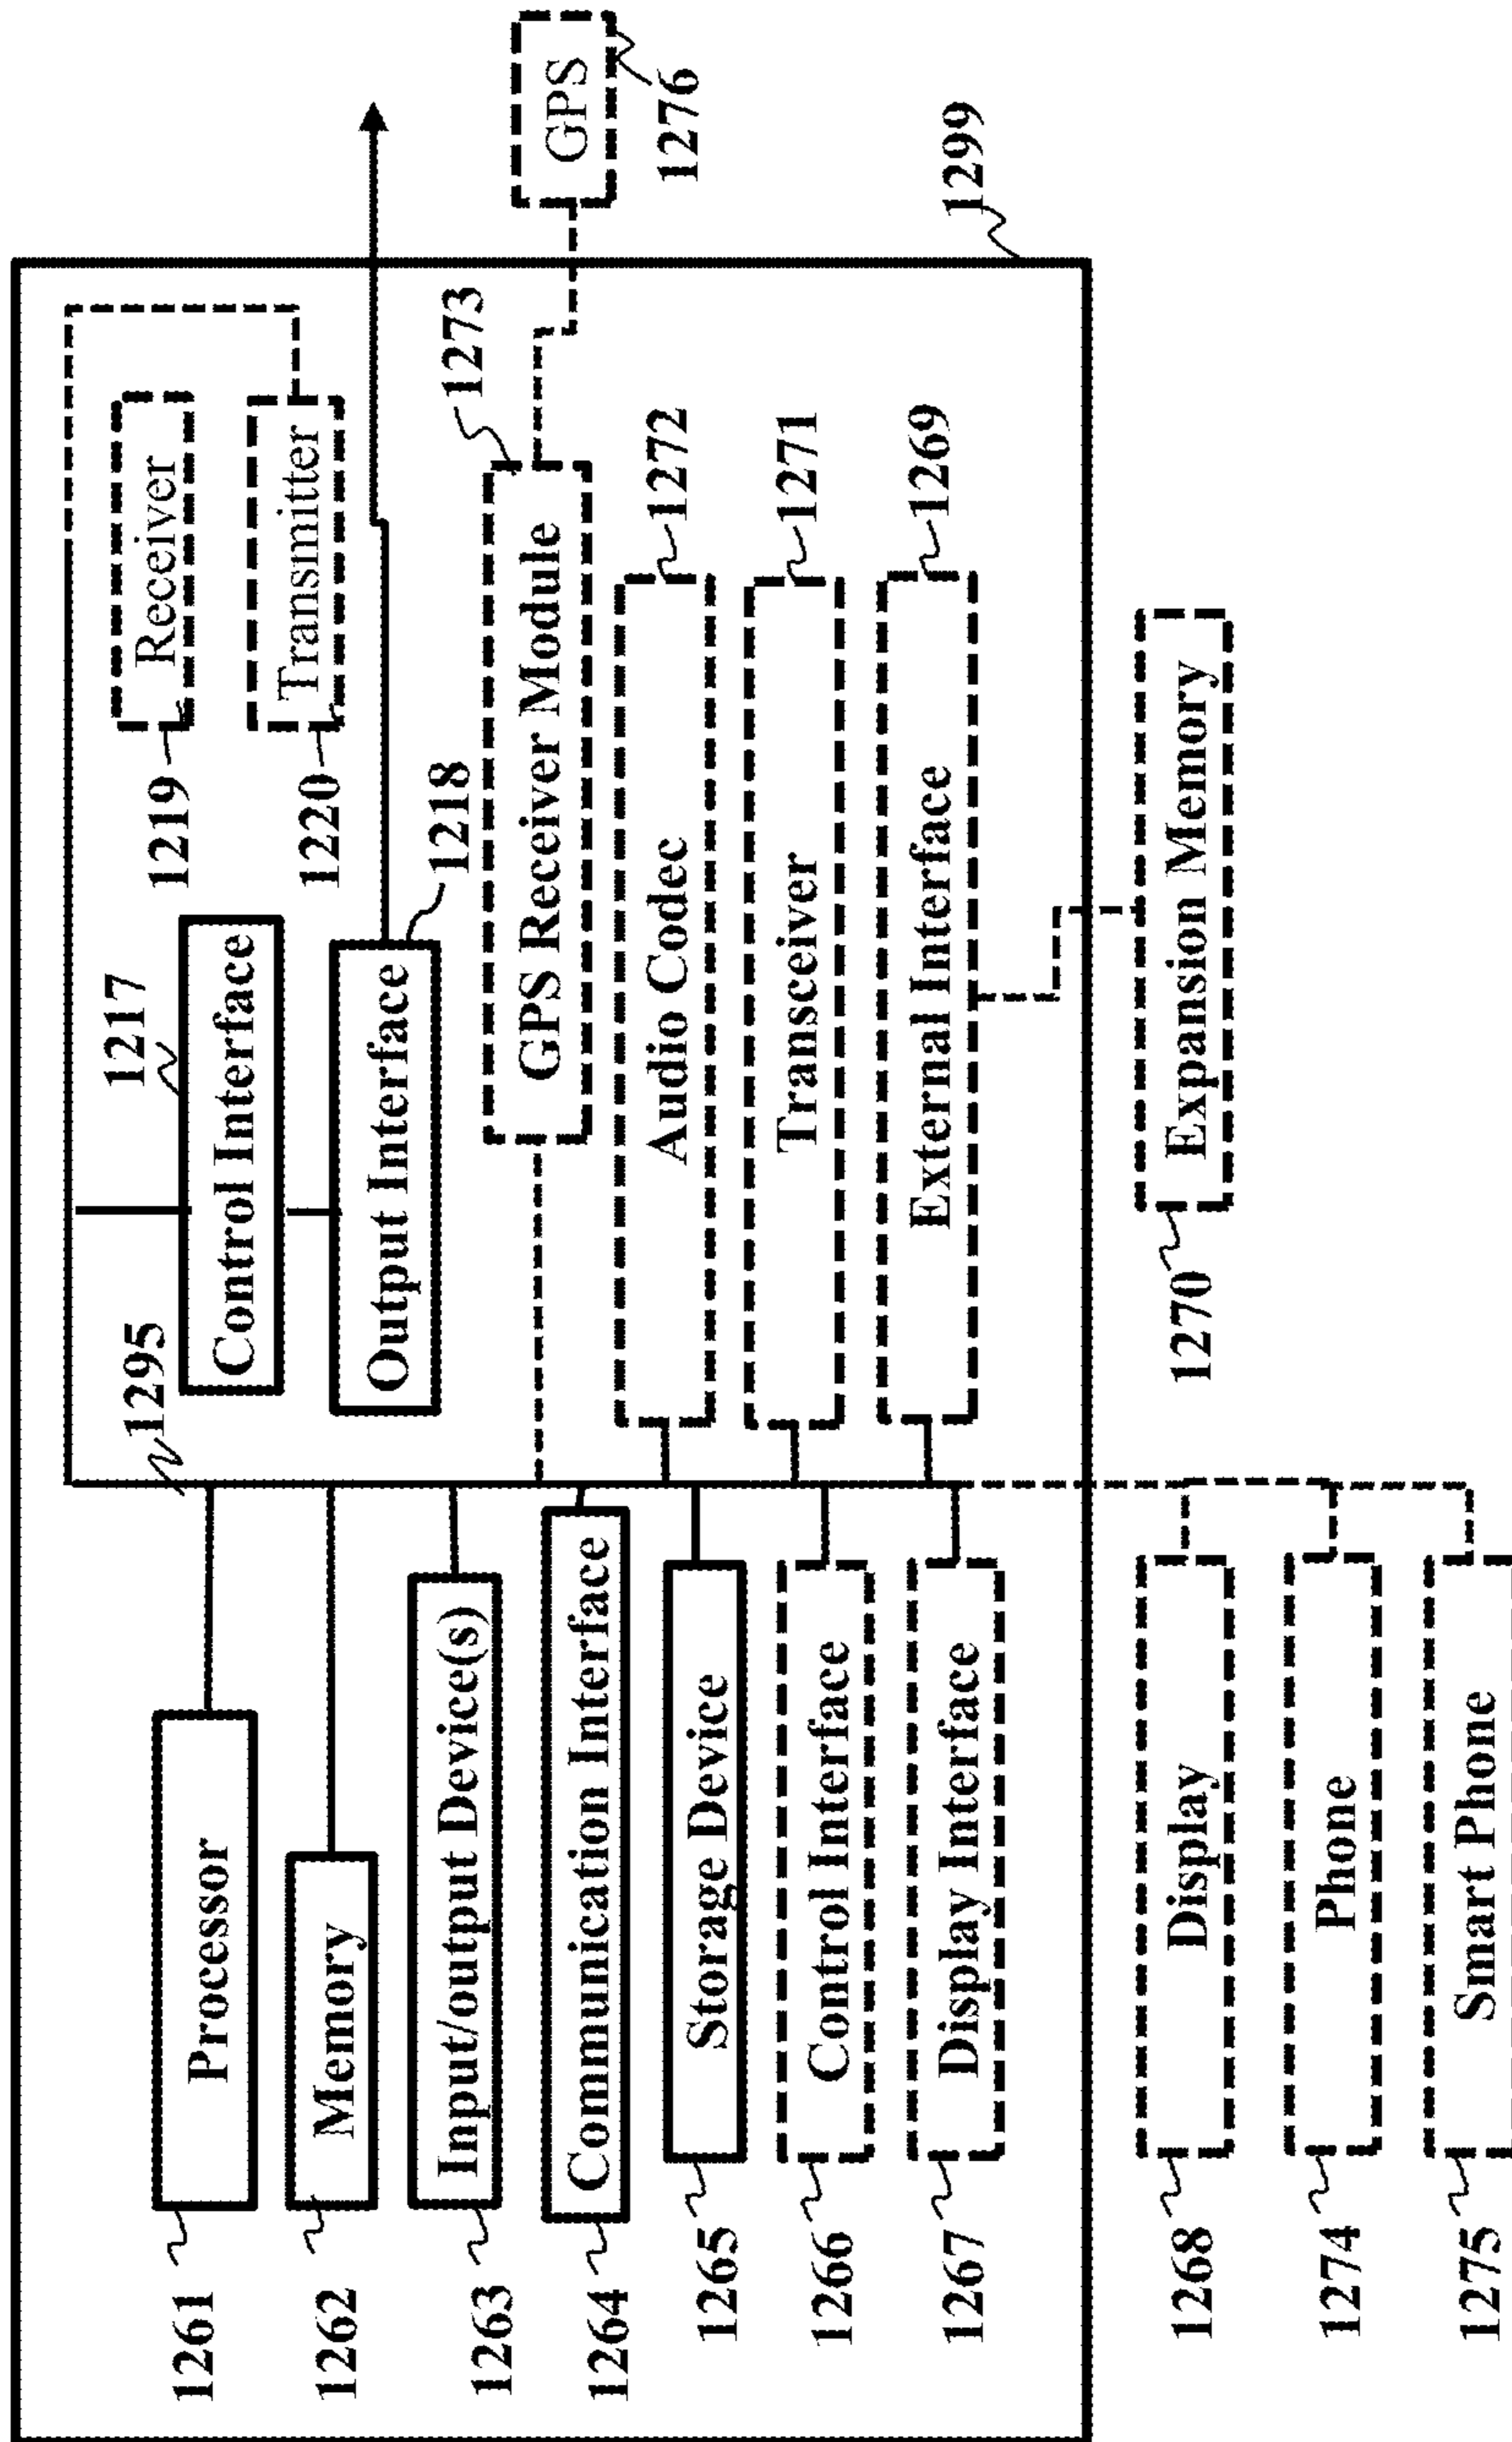 1261
Processor
1262
Memory
1263
Input/output Device(s)
1264
Communication Interface
1265
Storage Device
1266
Control Interface
1267
Display Interface
1268
Display
1274
Phone
1275
Smart Phone
1295
1217
Control Interface
Output Interface
1218
1219
Receiver
1220
Transmitter
GPS Receiver Module
1273
Audio Codec
1272
Transceiver
1271
External Interface
1269
1270
Expansion Memory
GPS
1276
1299